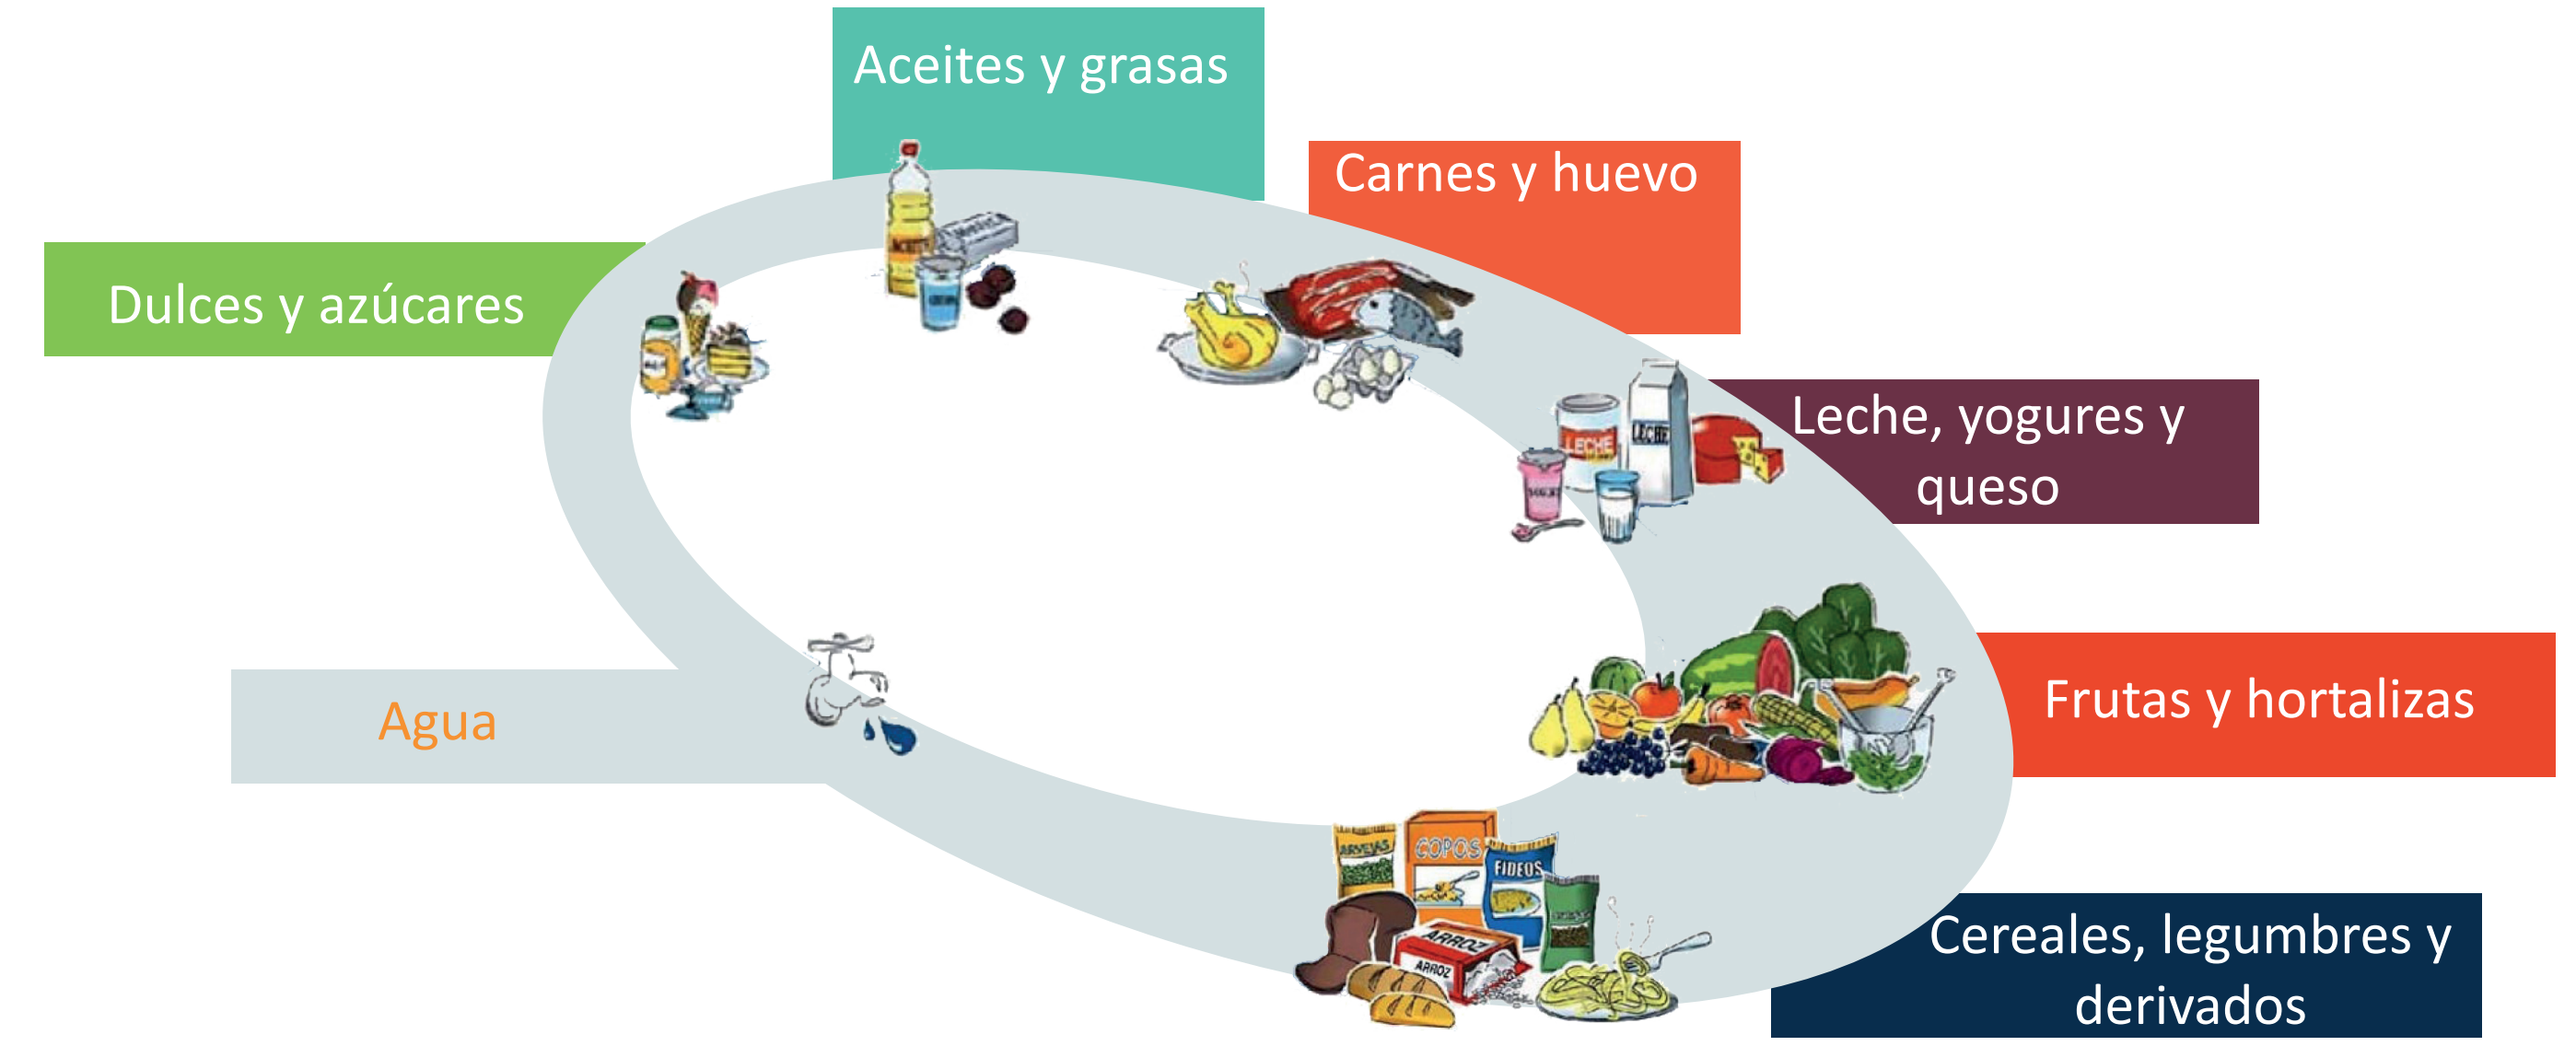 Aceites y grasas
Carnes y huevo
Dulces y azúcares
ACEITE
Leche, yogures y
queso
LECHE
LECHE
Frutas y hortalizas
Agua
ARVEJAS
COPOS
FIDEOS
ARROZ
ARROZ
Cereales, legumbres y
derivados